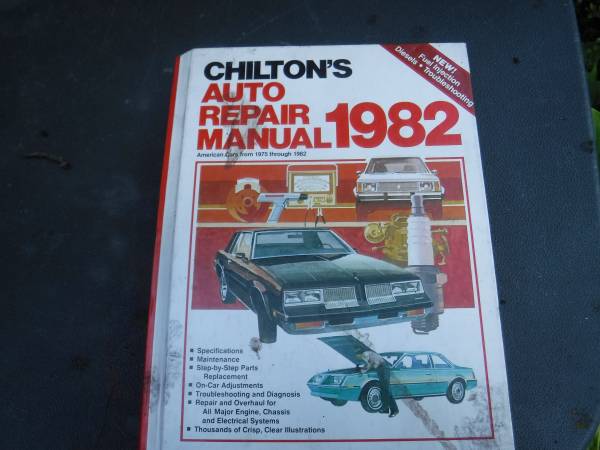 CHILTON'S
AUTO
REPAIR
MANUAL 1982
American Cars from 1975 through 1982
NEW!
Fuel Injection
Diesels • Troubleshooting
■ Specifications
■ Maintenance
■ Step-by-Step Parts
Replacement
■ On-Car Adjustments
■ Troubleshooting and Diagnosis
■ Repair and Overhaul for
All Major Engine, Chassis
and Electrical Systems
■ Thousands of Crisp, Clear Illustrations